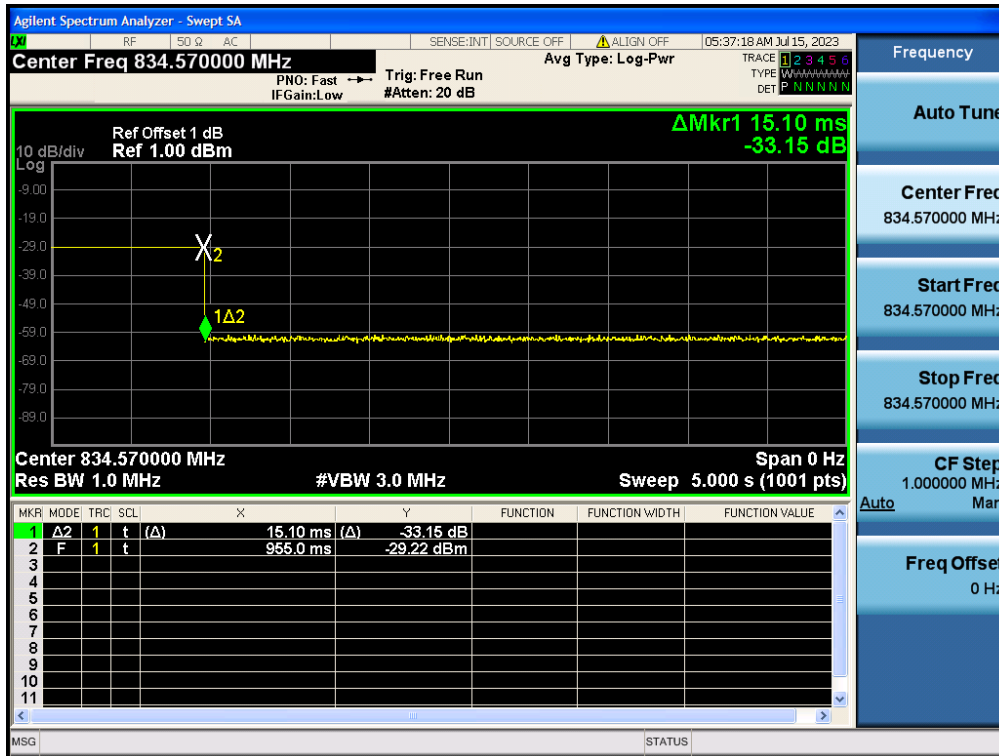 Agilent Spectrum Analyzer - Swept SA
LXI RF 50 Ω AC SENSE:INT SOURCE OFF ALIGN OFF 05:37:18 AM Jul 15, 2023
Center Freq 834.570000 MHz
PNO: Fast Trig: Free Run Avg Type: Log-Pwr TRACE 1 2 3 4 5 6
IFGain:Low #Atten: 20 dB TYPE
DET P N N N N N
ΔMkr1 15.10 ms
-33.15 dB
Ref Offset 1 dB
10 dB/div Ref 1.00 dBm
Log
-9.00
-19.0
-29.0
2
-39.0
-49.0
1Δ2
-59.0
-69.0
-79.0
-89.0
Center 834.570000 MHz Span 0 Hz
Res BW 1.0 MHz #VBW 3.0 MHz Sweep 5.000 s (1001 pts)
MKR MODE TRC SCL X Y FUNCTION FUNCTION WIDTH FUNCTION VALUE
1 Δ2 1 t (Δ) 15.10 ms (Δ) -33.15 dB
2 F 1 t 955.0 ms -29.22 dBm
3
4
5
6
7
8
9
10
11
MSG STATUS
Frequency
Auto Tune
Center Freq
834.570000 MHz
Start Freq
834.570000 MHz
Stop Freq
834.570000 MHz
CF Step
1.000000 MHz
Auto Man
Freq Offset
0 Hz